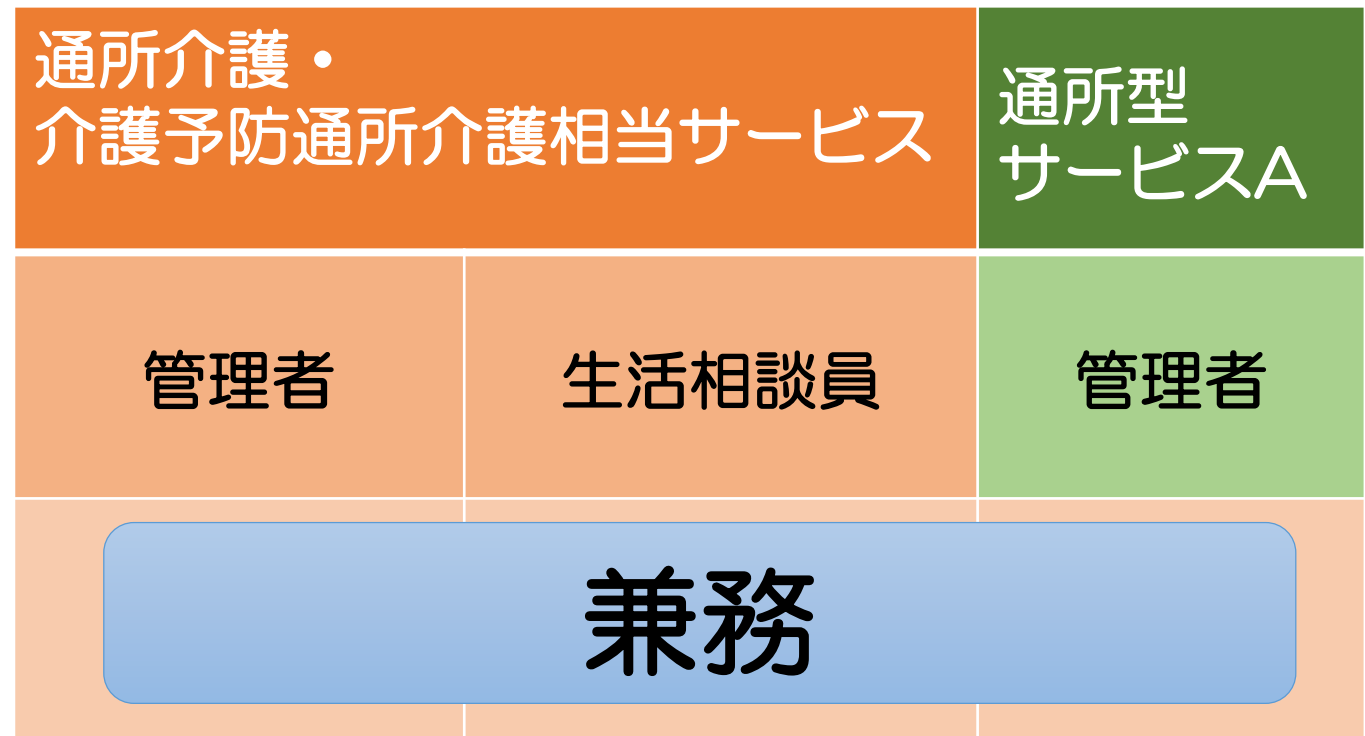 通所介護・
介護予防通所介護相当サービス
通所型
サービスA
管理者
生活相談員
管理者
兼務